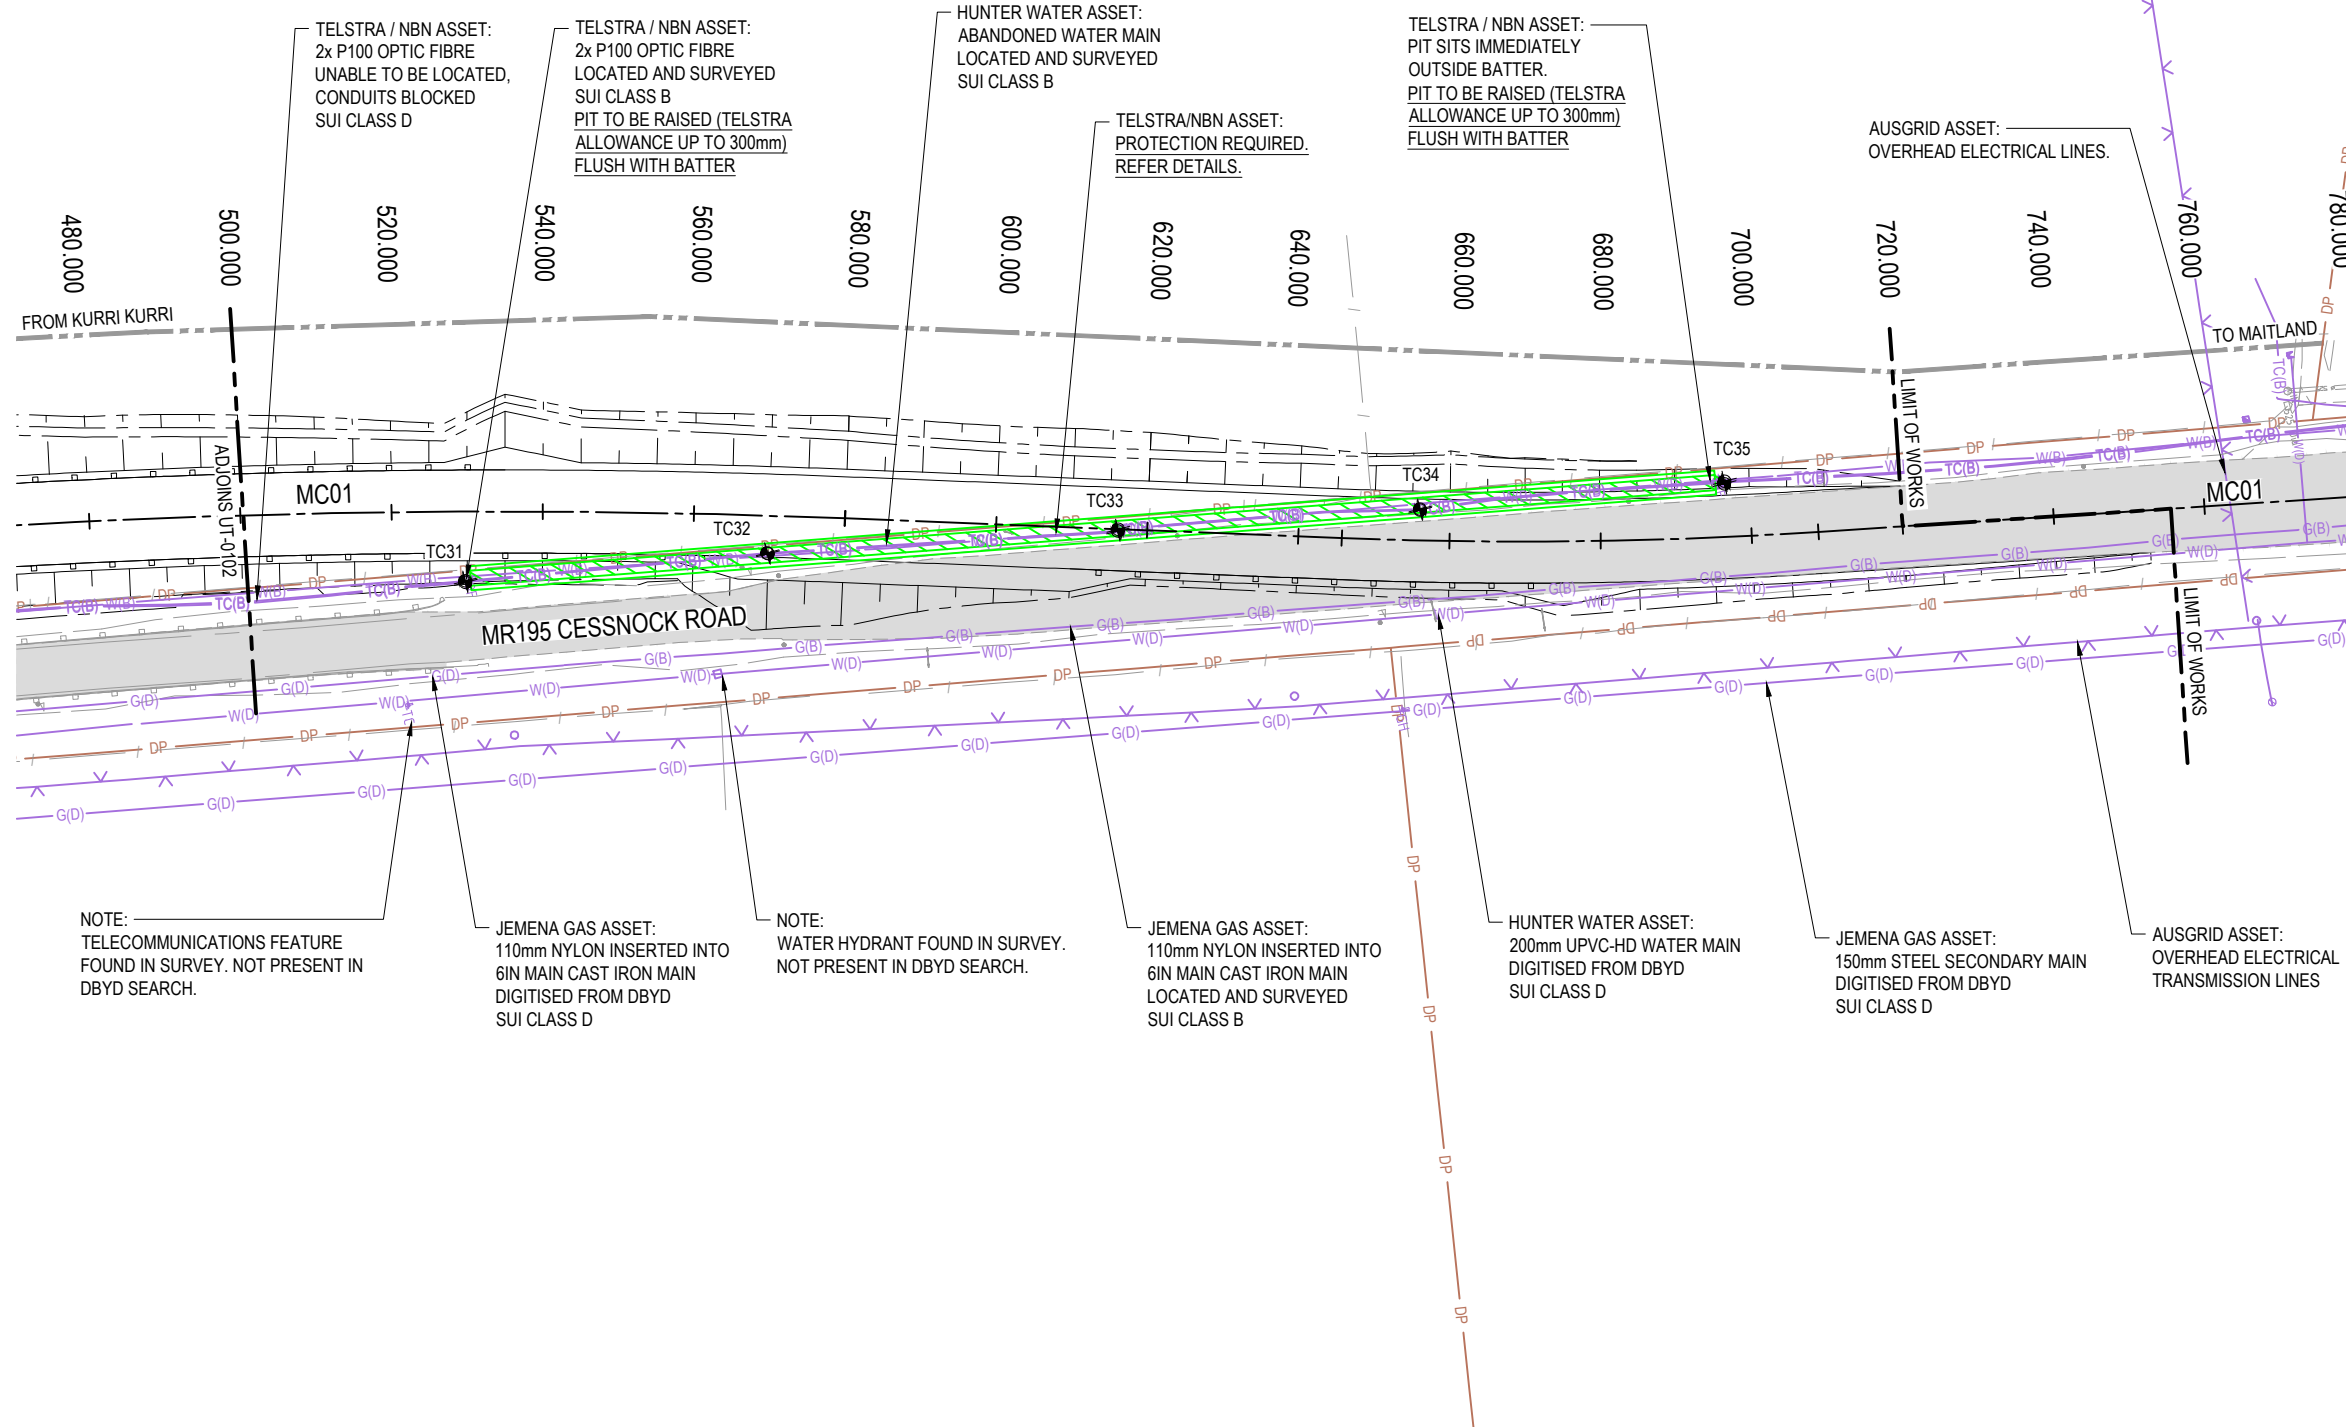 TELSTRA / NBN ASSET:
2x P100 OPTIC FIBRE
UNABLE TO BE LOCATED,
CONDUITS BLOCKED
SUI CLASS D
TELSTRA / NBN ASSET:
2x P100 OPTIC FIBRE
LOCATED AND SURVEYED
SUI CLASS B
PIT TO BE RAISED (TELSTRA
ALLOWANCE UP TO 300mm)
FLUSH WITH BATTER
HUNTER WATER ASSET:
ABANDONED WATER MAIN
LOCATED AND SURVEYED
SUI CLASS B
TELSTRA/NBN ASSET:
PROTECTION REQUIRED.
REFER DETAILS.
TELSTRA / NBN ASSET:
PIT SITS IMMEDIATELY
OUTSIDE BATTER.
PIT TO BE RAISED (TELSTRA
ALLOWANCE UP TO 300mm)
FLUSH WITH BATTER
AUSGRID ASSET:
OVERHEAD ELECTRICAL LINES.
480.000
500.000
520.000
540.000
560.000
580.000
600.000
620.000
640.000
660.000
680.000
700.000
720.000
740.000
760.000
780.000
FROM KURRI KURRI
TO MAITLAND
ADJOINS UT-0102
LIMIT OF WORKS
LIMIT OF WORKS
MC01
MC01
TC31
TC32
TC33
TC34
TC35
MR195 CESSNOCK ROAD
DP
TC(B)
W(B)
G(B)
W(D)
G(D)
NOTE:
TELECOMMUNICATIONS FEATURE
FOUND IN SURVEY. NOT PRESENT IN
DBYD SEARCH.
JEMENA GAS ASSET:
110mm NYLON INSERTED INTO
6IN MAIN CAST IRON MAIN
DIGITISED FROM DBYD
SUI CLASS D
NOTE:
WATER HYDRANT FOUND IN SURVEY.
NOT PRESENT IN DBYD SEARCH.
JEMENA GAS ASSET:
110mm NYLON INSERTED INTO
6IN MAIN CAST IRON MAIN
LOCATED AND SURVEYED
SUI CLASS B
HUNTER WATER ASSET:
200mm UPVC-HD WATER MAIN
DIGITISED FROM DBYD
SUI CLASS D
JEMENA GAS ASSET:
150mm STEEL SECONDARY MAIN
DIGITISED FROM DBYD
SUI CLASS D
AUSGRID ASSET:
OVERHEAD ELECTRICAL
TRANSMISSION LINES